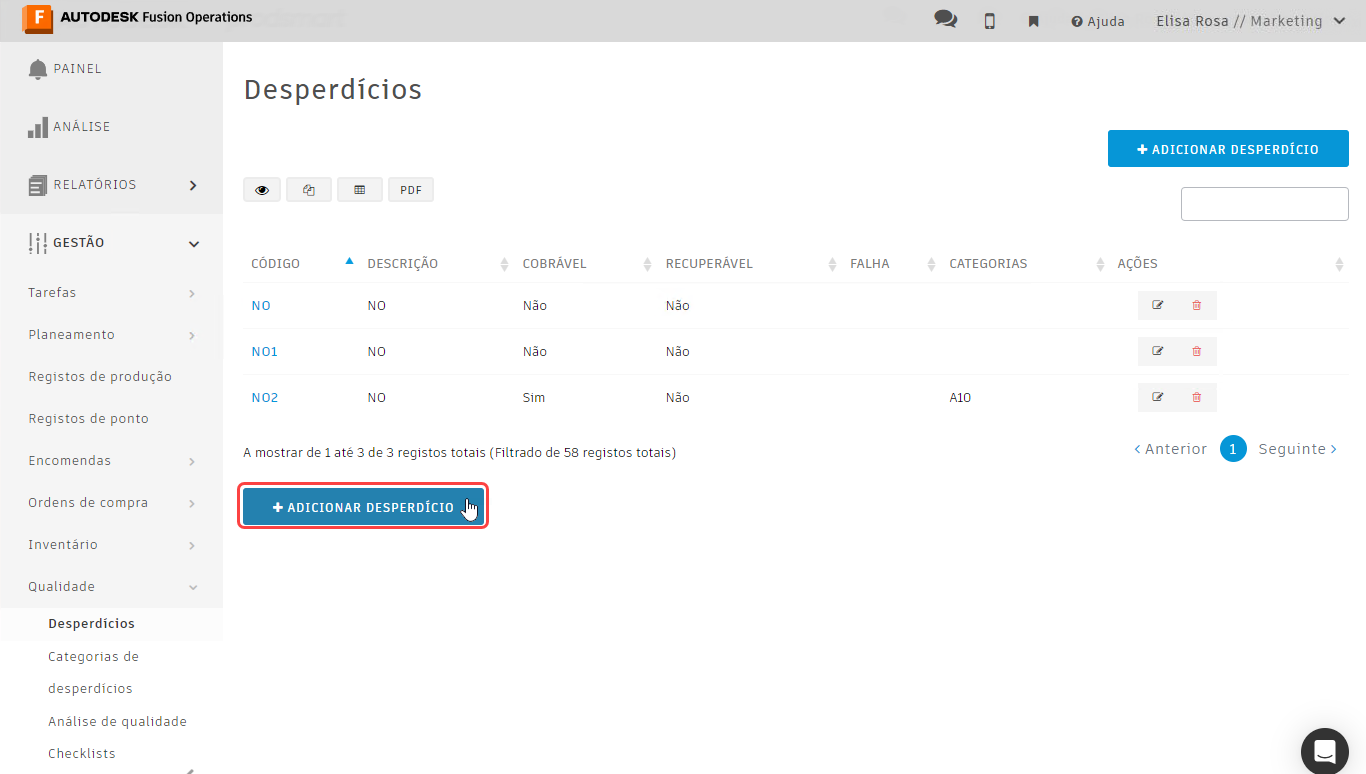 F AUTODESK Fusion Operations
Ajuda
Elisa Rosa // Marketing
PAINEL
ANÁLISE
RELATÓRIOS
GESTÃO
Tarefas
Planeamento
Registos de produção
Registos de ponto
Encomendas
Ordens de compra
Inventário
Qualidade
Desperdícios
Categorias de
desperdícios
Análise de qualidade
Checklists
Desperdícios
ADICIONAR DESPERDÍCIO
PDF
CÓDIGO DESCRIÇÃO COBRÁVEL RECUPERÁVEL FALHA CATEGORIAS AÇÕES
NO NO Não Não
NO1 NO Não Não
NO2 NO Sim Não A10
A mostrar de 1 até 3 de 3 registos totais (Filtrado de 58 registos totais)
‹ Anterior 1 Seguinte ›
ADICIONAR DESPERDÍCIO